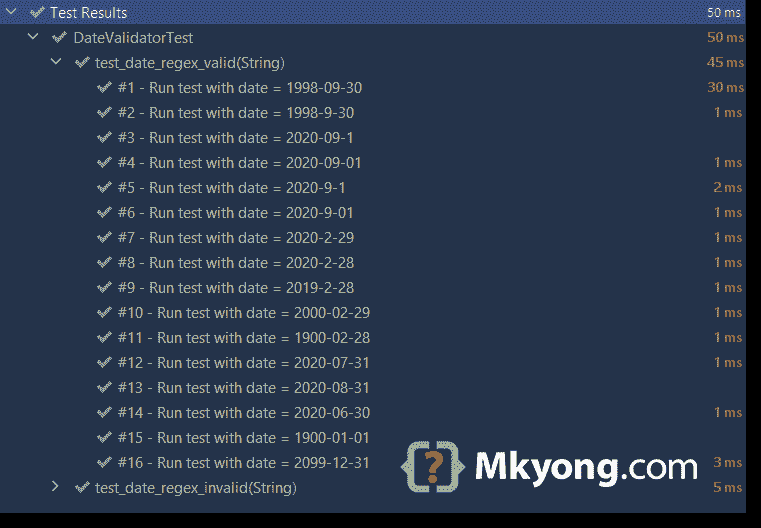 Test Results 50 ms
DateValidatorTest 50 ms
test_date_regex_valid(String) 45 ms
#1 - Run test with date = 1998-09-30 30 ms
#2 - Run test with date = 1998-9-30 1 ms
#3 - Run test with date = 2020-09-1
#4 - Run test with date = 2020-09-01 1 ms
#5 - Run test with date = 2020-9-1 2 ms
#6 - Run test with date = 2020-9-01 1 ms
#7 - Run test with date = 2020-2-29 1 ms
#8 - Run test with date = 2020-2-28 1 ms
#9 - Run test with date = 2019-2-28 1 ms
#10 - Run test with date = 2000-02-29 1 ms
#11 - Run test with date = 1900-02-28 1 ms
#12 - Run test with date = 2020-07-31 1 ms
#13 - Run test with date = 2020-08-31
#14 - Run test with date = 2020-06-30 1 ms
#15 - Run test with date = 1900-01-01
#16 - Run test with date = 2099-12-31 3 ms
{?} Mkyong.com
test_date_regex_invalid(String) 5 ms